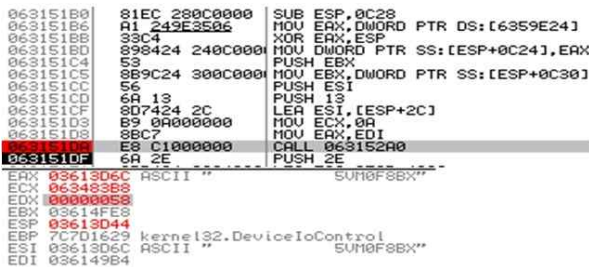 063151B0 81EC 280C0000 SUB ESP,0C28
063151B6 A1 249E3506 MOV EAX,DWORD PTR DS:[6359E24]
063151BB 33C4 XOR EAX,ESP
063151BD 898424 240C000 MOV DWORD PTR SS:[ESP+0C24],EAX
063151C4 53 PUSH EBX
063151C5 8B9C24 300C000 MOV EBX,DWORD PTR SS:[ESP+0C30]
063151CC 56 PUSH ESI
063151CD 6A 13 PUSH 13
063151CF 8D7424 2C LEA ESI,[ESP+2C]
063151D3 B9 0A000000 MOV ECX,0A
063151D8 8BC7 MOV EAX,EDI
063151DA E8 C1000000 CALL 063152A0
063151DF 6A 2E PUSH 2E
EAX 03613D6C ASCII " 5VM0F8BX"
ECX 063483B8
EDX 00000058
EBX 03614FE8
ESP 03613D44
EBP 7C7D1629 kernel32.DeviceIoControl
ESI 03613D6C ASCII " 5VM0F8BX"
EDI 036149B4